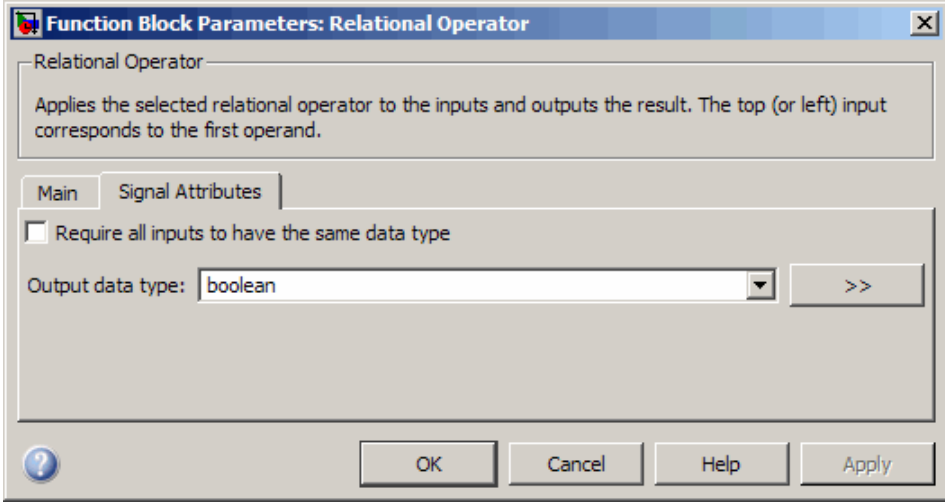 Function Block Parameters: Relational Operator
Relational Operator
Applies the selected relational operator to the inputs and outputs the result. The top (or left) input
corresponds to the first operand.
Main Signal Attributes
Require all inputs to have the same data type
Output data type: boolean >>
? OK Cancel Help Apply